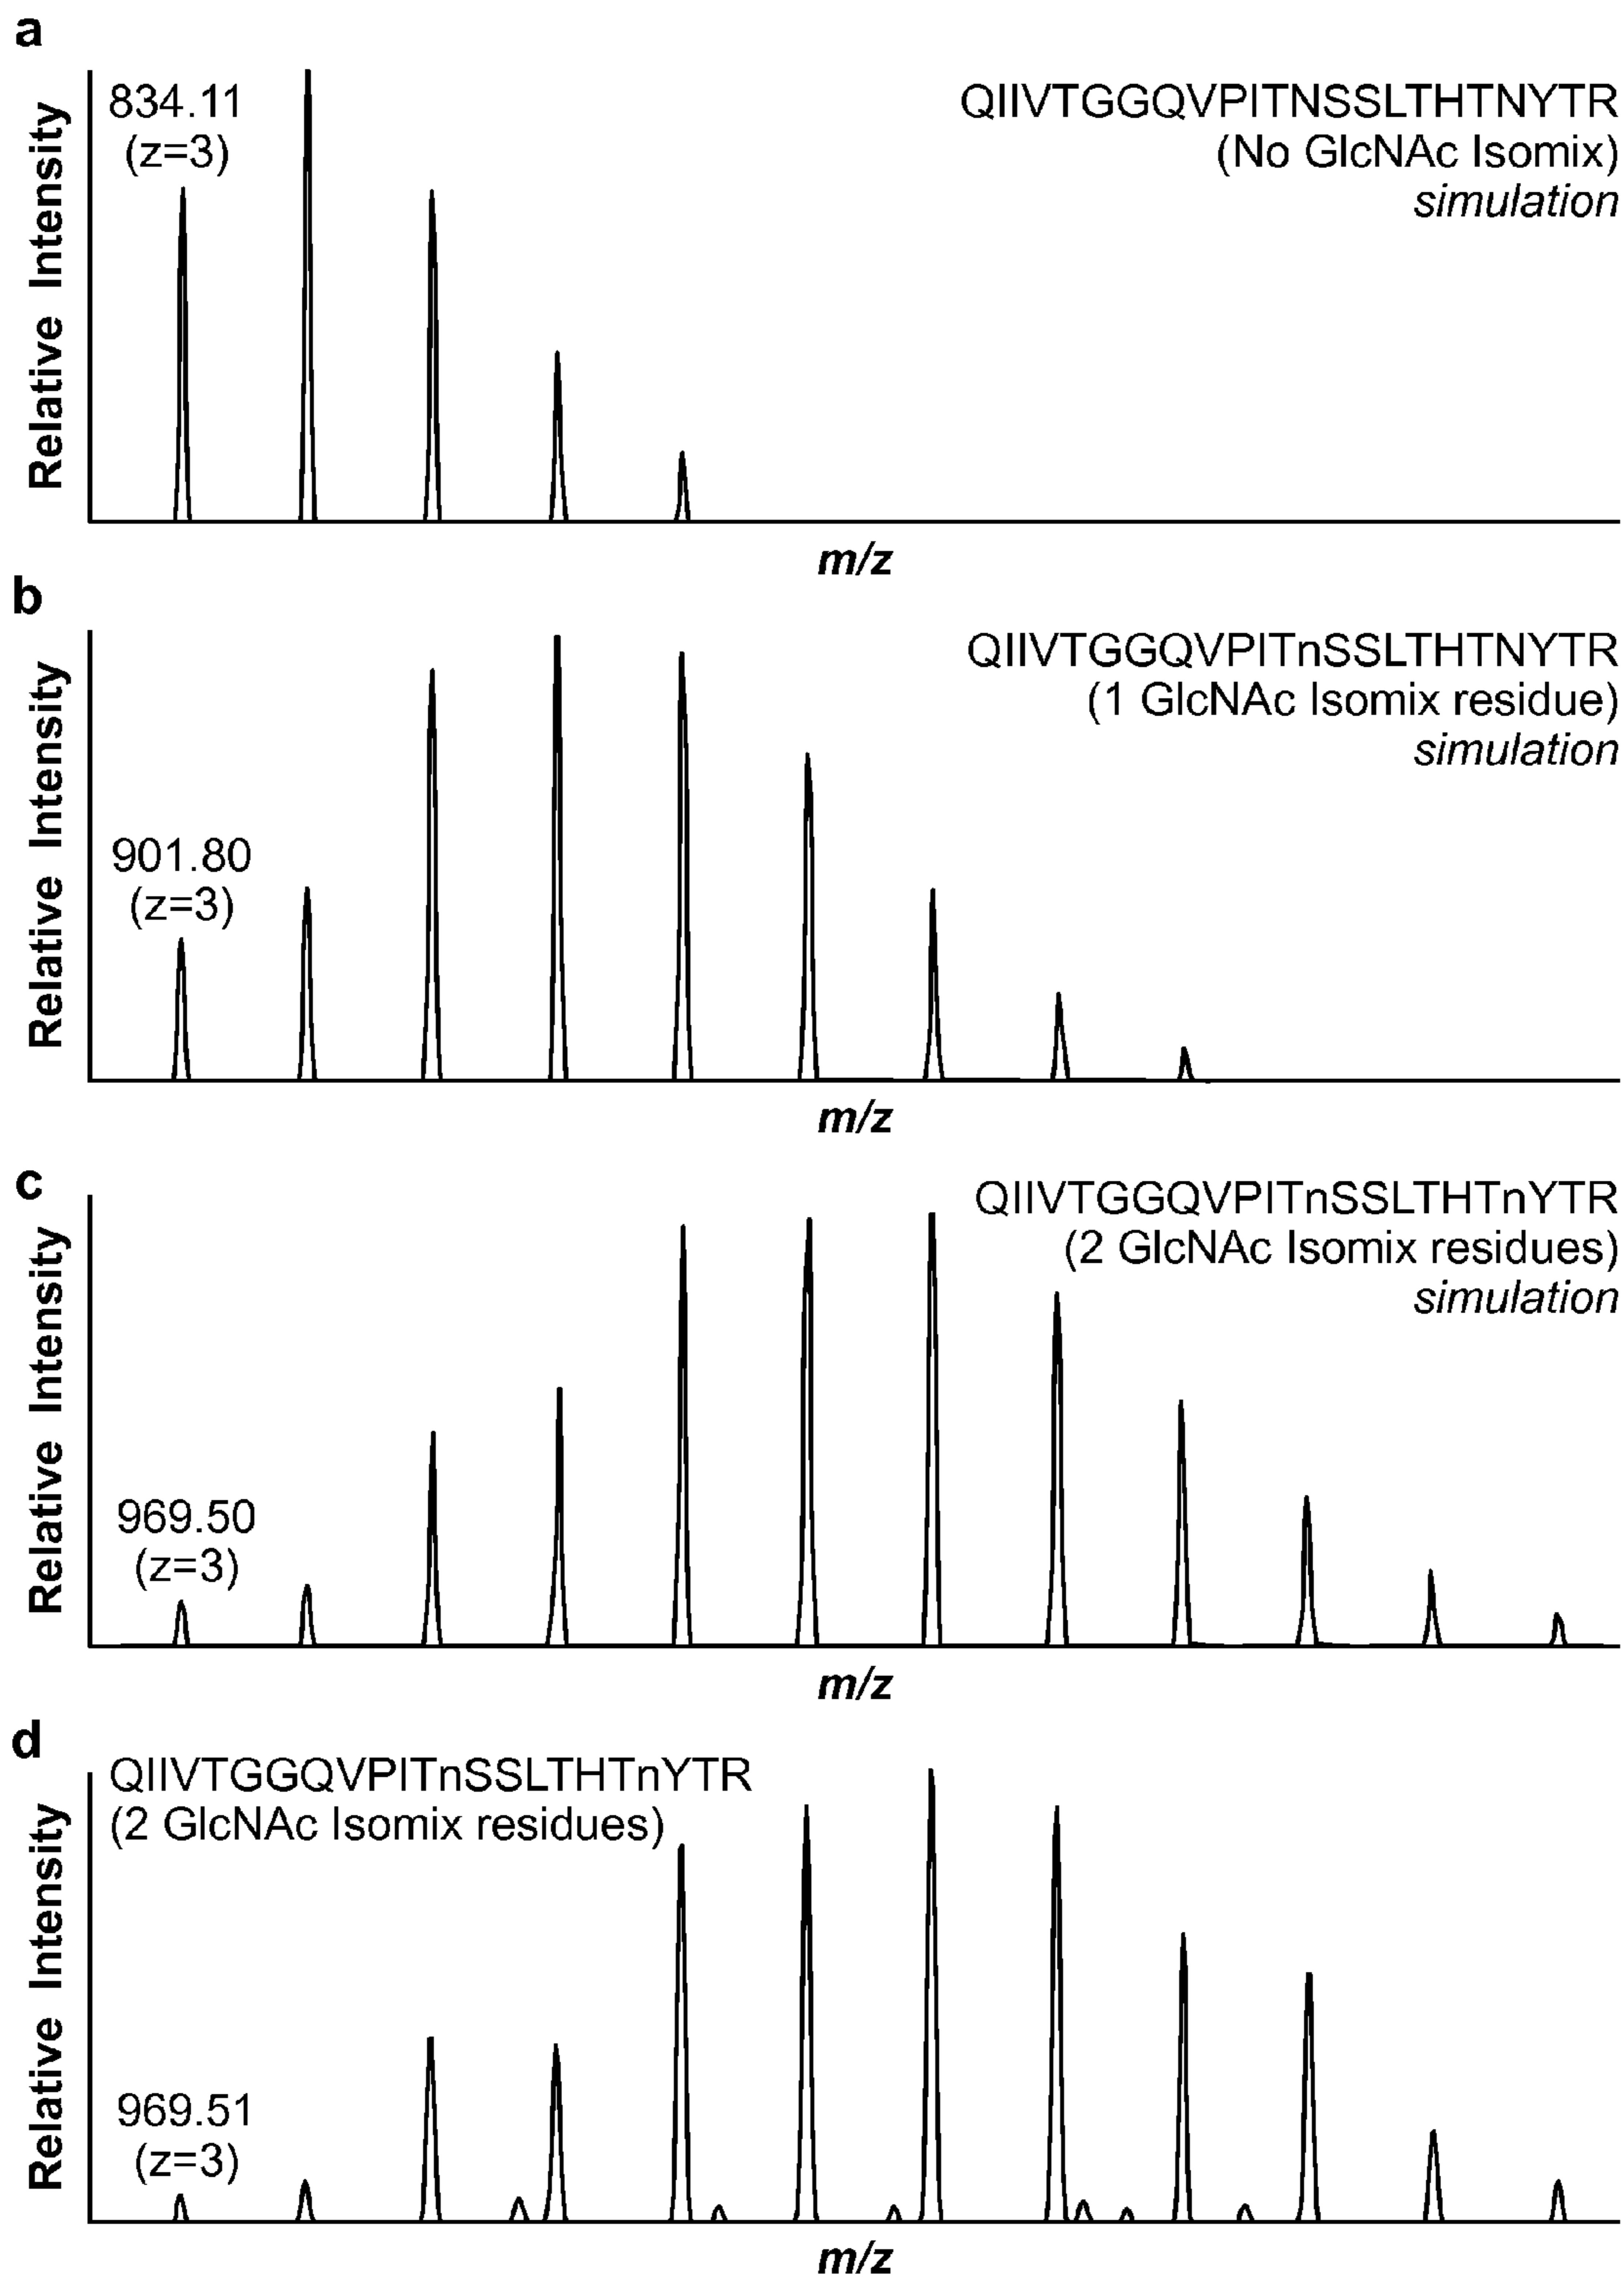 a
834.11
(z=3)
QIIVTGGQVPITNSSLTHTNYTR
(No GlcNAc Isomix)
simulation
Relative Intensity
m/z
b
QIIVTGGQVPITnSSLTHTNYTR
(1 GlcNAc Isomix residue)
simulation
901.80
(z=3)
Relative Intensity
m/z
c
QIIVTGGQVPITnSSLTHTnYTR
(2 GlcNAc Isomix residues)
simulation
969.50
(z=3)
Relative Intensity
m/z
d
QIIVTGGQVPITnSSLTHTnYTR
(2 GlcNAc Isomix residues)
969.51
(z=3)
Relative Intensity
m/z